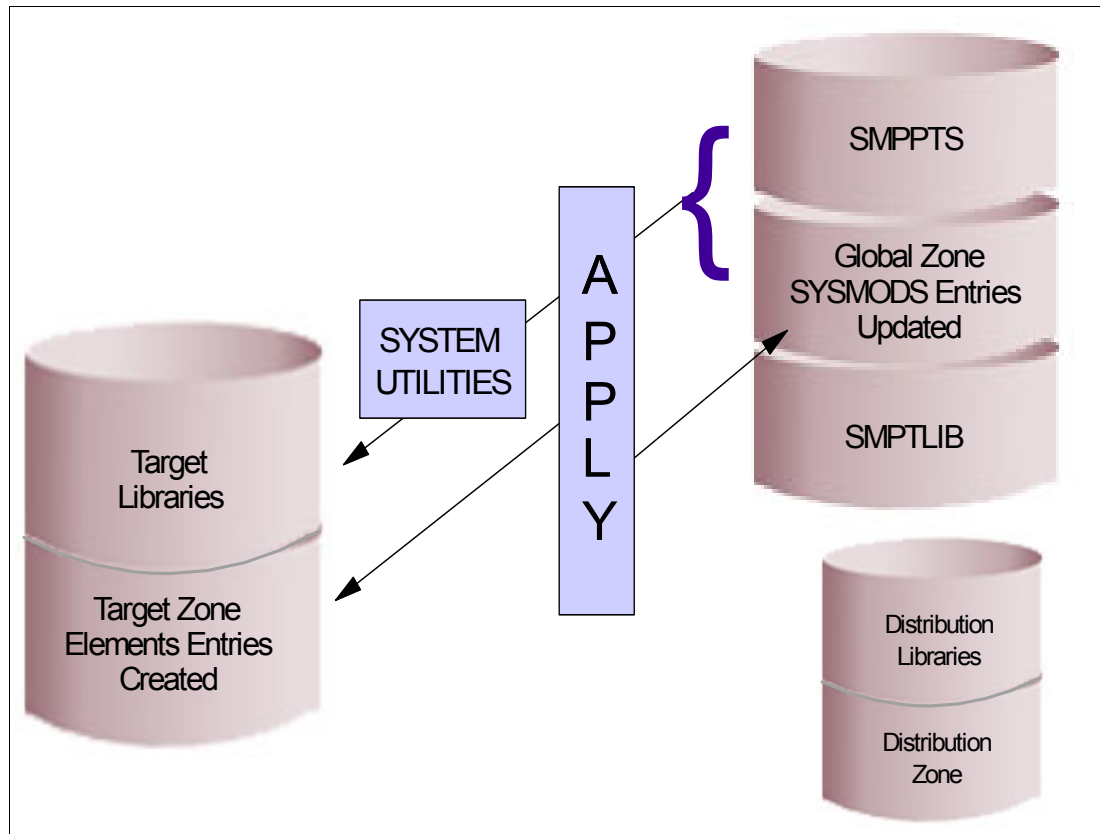 SMPPTS
Global Zone
SYSMODS Entries
Updated
SMPTLIB
APPLY
SYSTEM
UTILITIES
Target
Libraries
Target Zone
Elements Entries
Created
Distribution
Libraries
Distribution
Zone